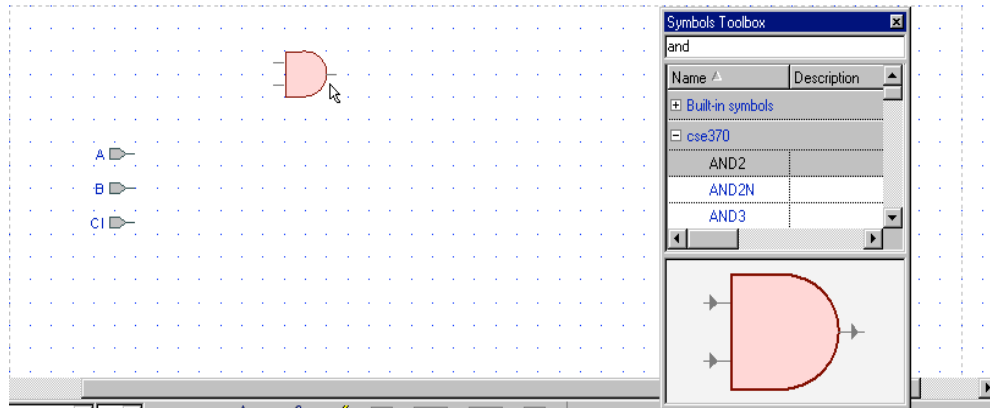 Symbols Toolbox
and
Name Description
Built-in symbols
cse370
AND2
AND2N
AND3
A
B
CI